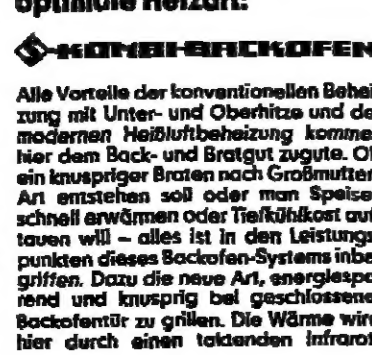 optimale Heizart:
S-KOMBI-BACKOFEN
Alle Vorteile der konventionellen Behei
zung mit Unter- und Oberhitze und de
modernen Heißluftbeheizung komme
hier dem Back- und Bratgut zugute. O
ein knuspriger Braten nach Großmutter
Art entstehen soll oder man Speise
schnell erwärmen oder Tiefkühlkost auf
tauen will – alles ist in den Leistungs
punkten dieses Backofen-Systems inbe
griffen. Dazu die neue Art, energiespa
rend und knusprig bei geschlossene
Backofentür zu grillen. Die Wärme wird
hier durch einen taktenden Infrarot